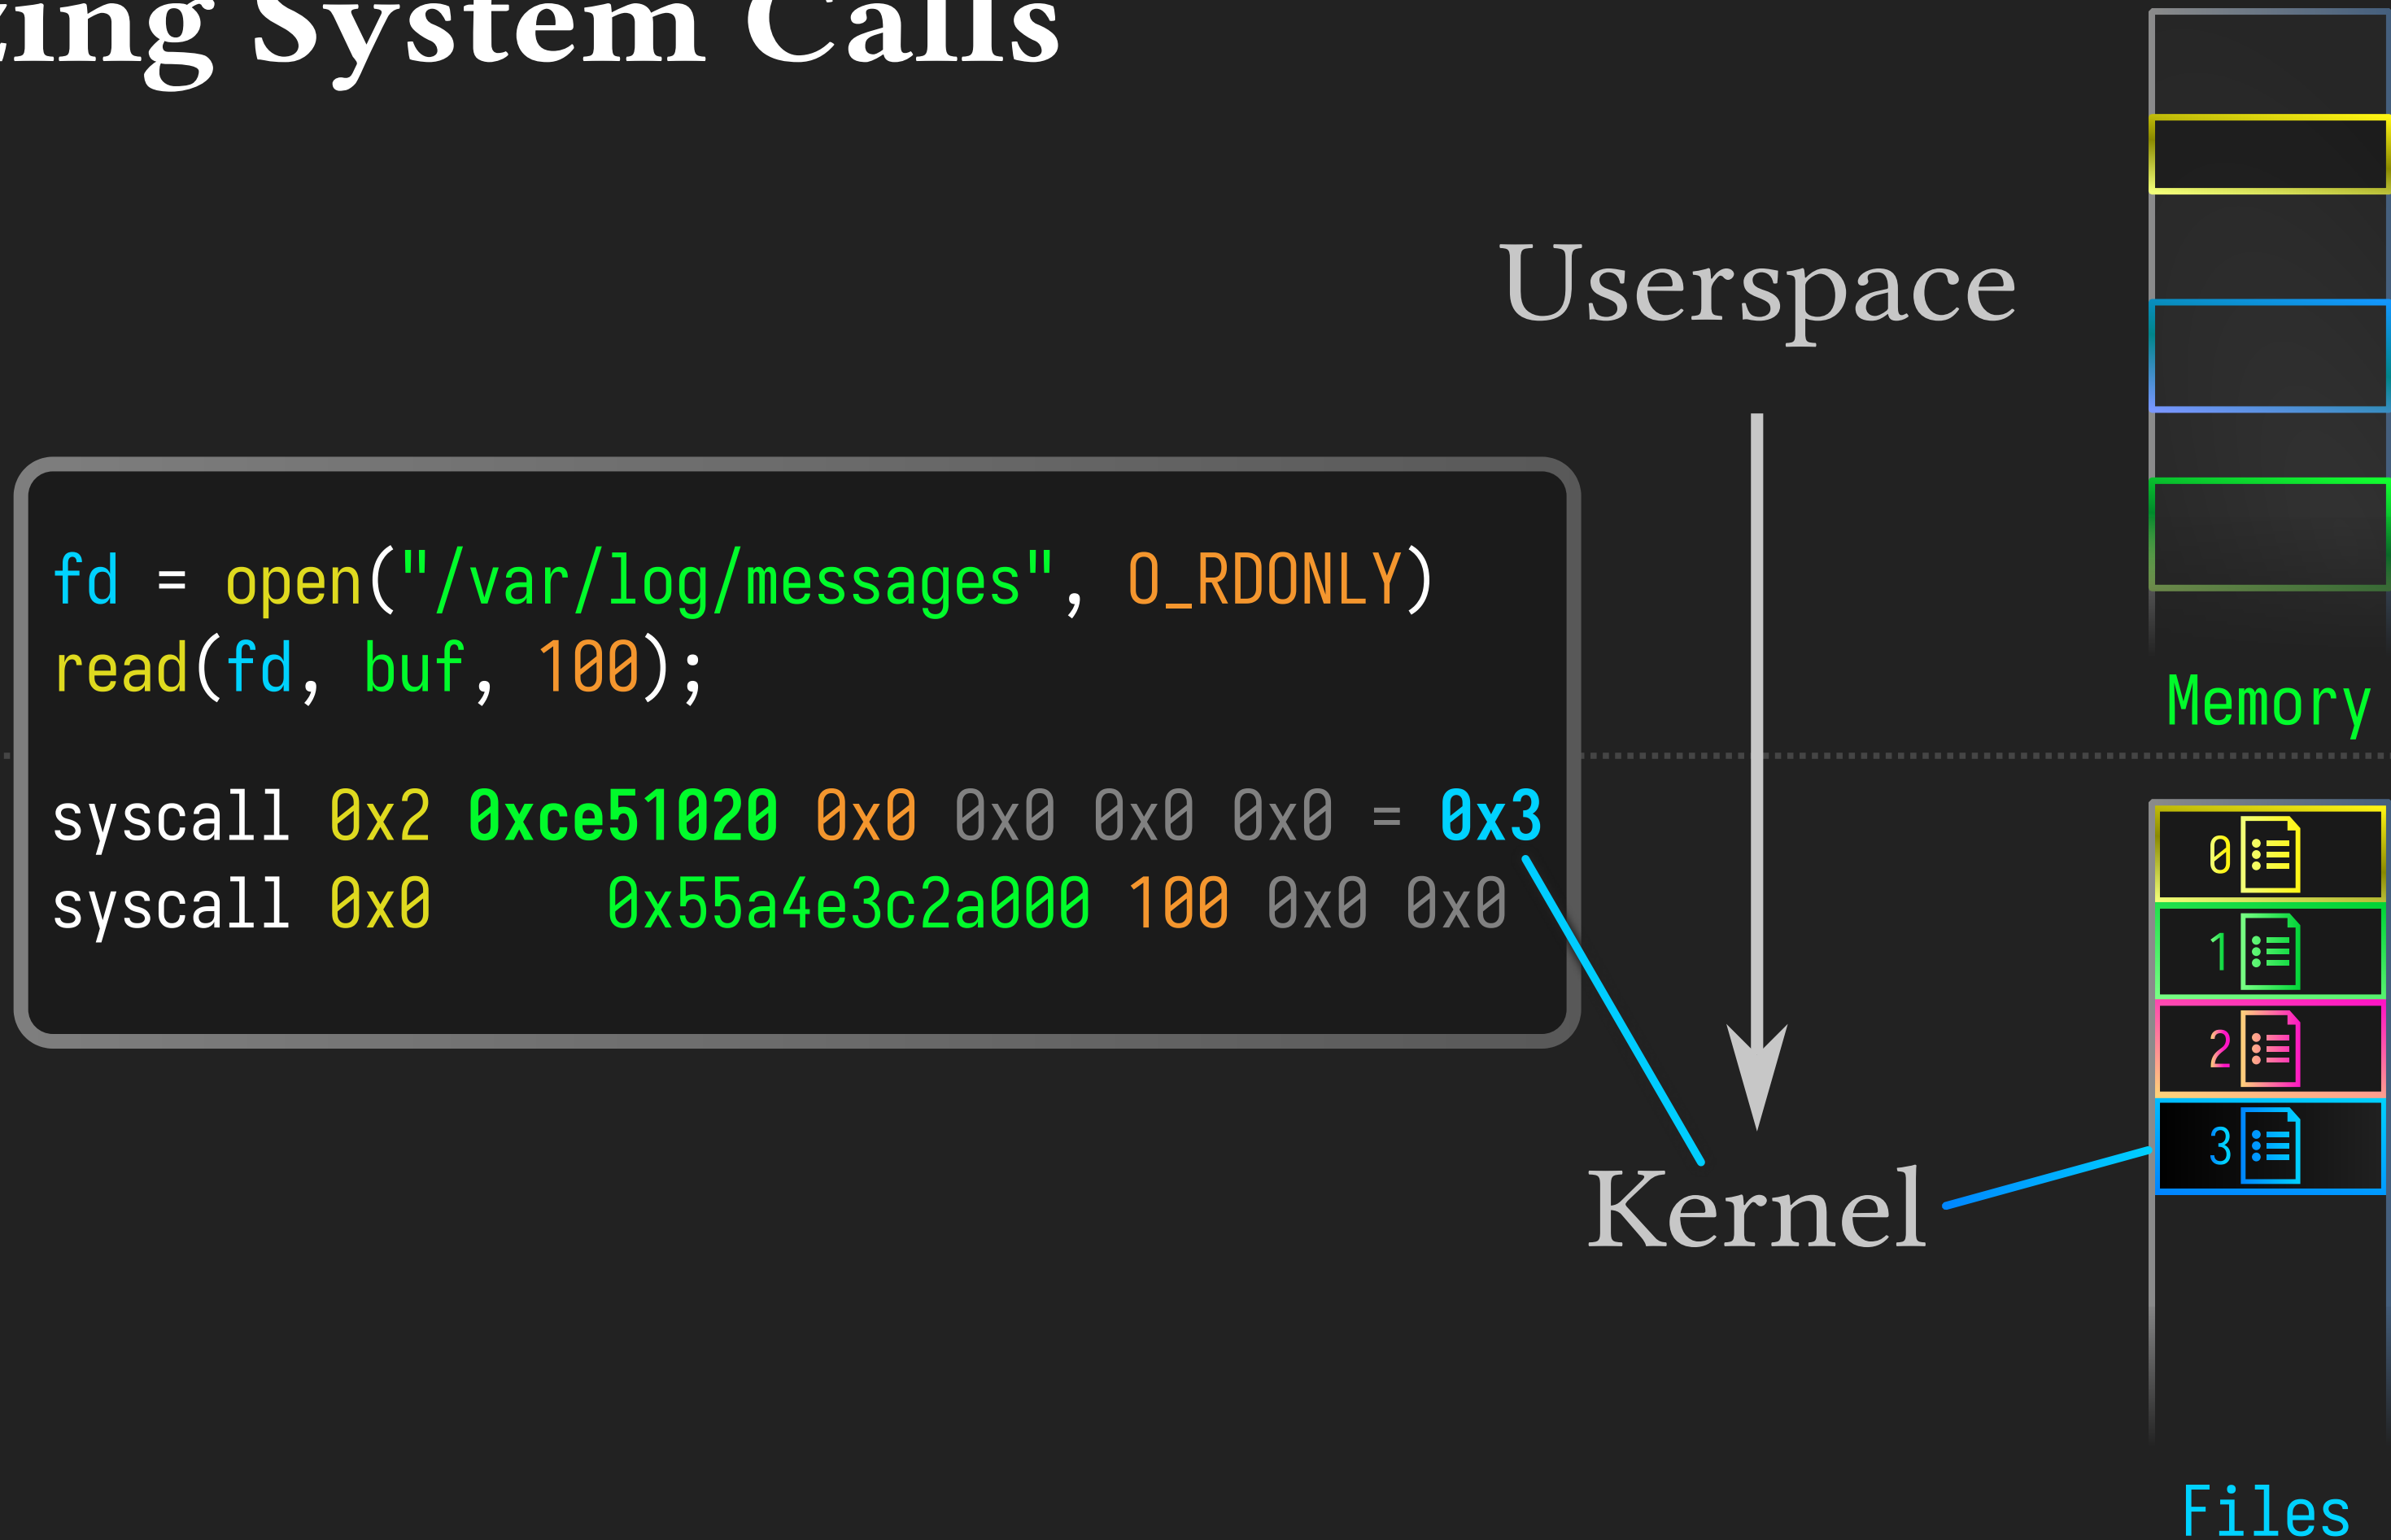 ing System Calls
Userspace
fd = open("/var/log/messages", O_RDONLY)
read(fd, buf, 100);
syscall 0x2 0xce51020 0x0 0x0 0x0 0x0 = 0x3
syscall 0x0 0x55a4e3c2a000 100 0x0 0x0
Memory
0
1
2
3
Kernel
Files